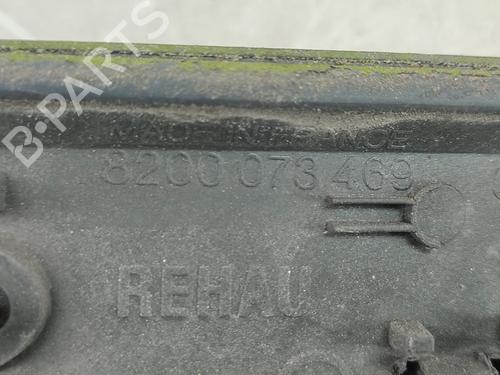 B-PARTS
MADE IN FRANCE
8200 073 469
REHAU